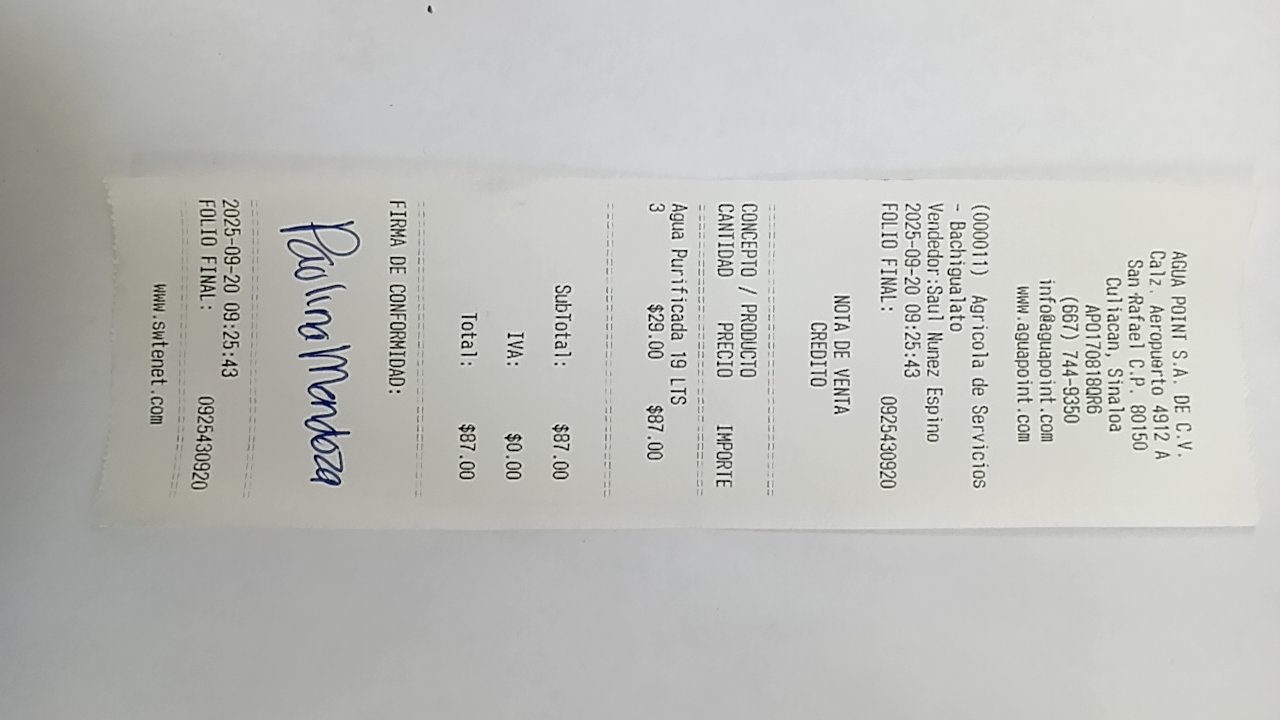 AGUA POINT S.A. DE C.V.
Calz. Aeropuerto 4912 A
San Rafael C.P. 80150
Culiacan, Sinaloa
APO170818QR6
(667) 744-9350
info@aguapoint.com
www.aguapoint.com
(000011) Agricola de Servicios
- Bachigualato
Vendedor:Saul Nunez Espino
2025-09-20 09:25:43
FOLIO FINAL: 0925430920
NOTA DE VENTA
CREDITO
CONCEPTO / PRODUCTO
CANTIDAD PRECIO IMPORTE
Agua Purificada 19 LTS
3 $29.00 $87.00
SubTotal: $87.00
IVA: $0.00
Total: $87.00
FIRMA DE CONFORMIDAD:
Paulina Mendoza
2025-09-20 09:25:43
FOLIO FINAL: 0925430920
www.swtenet.com